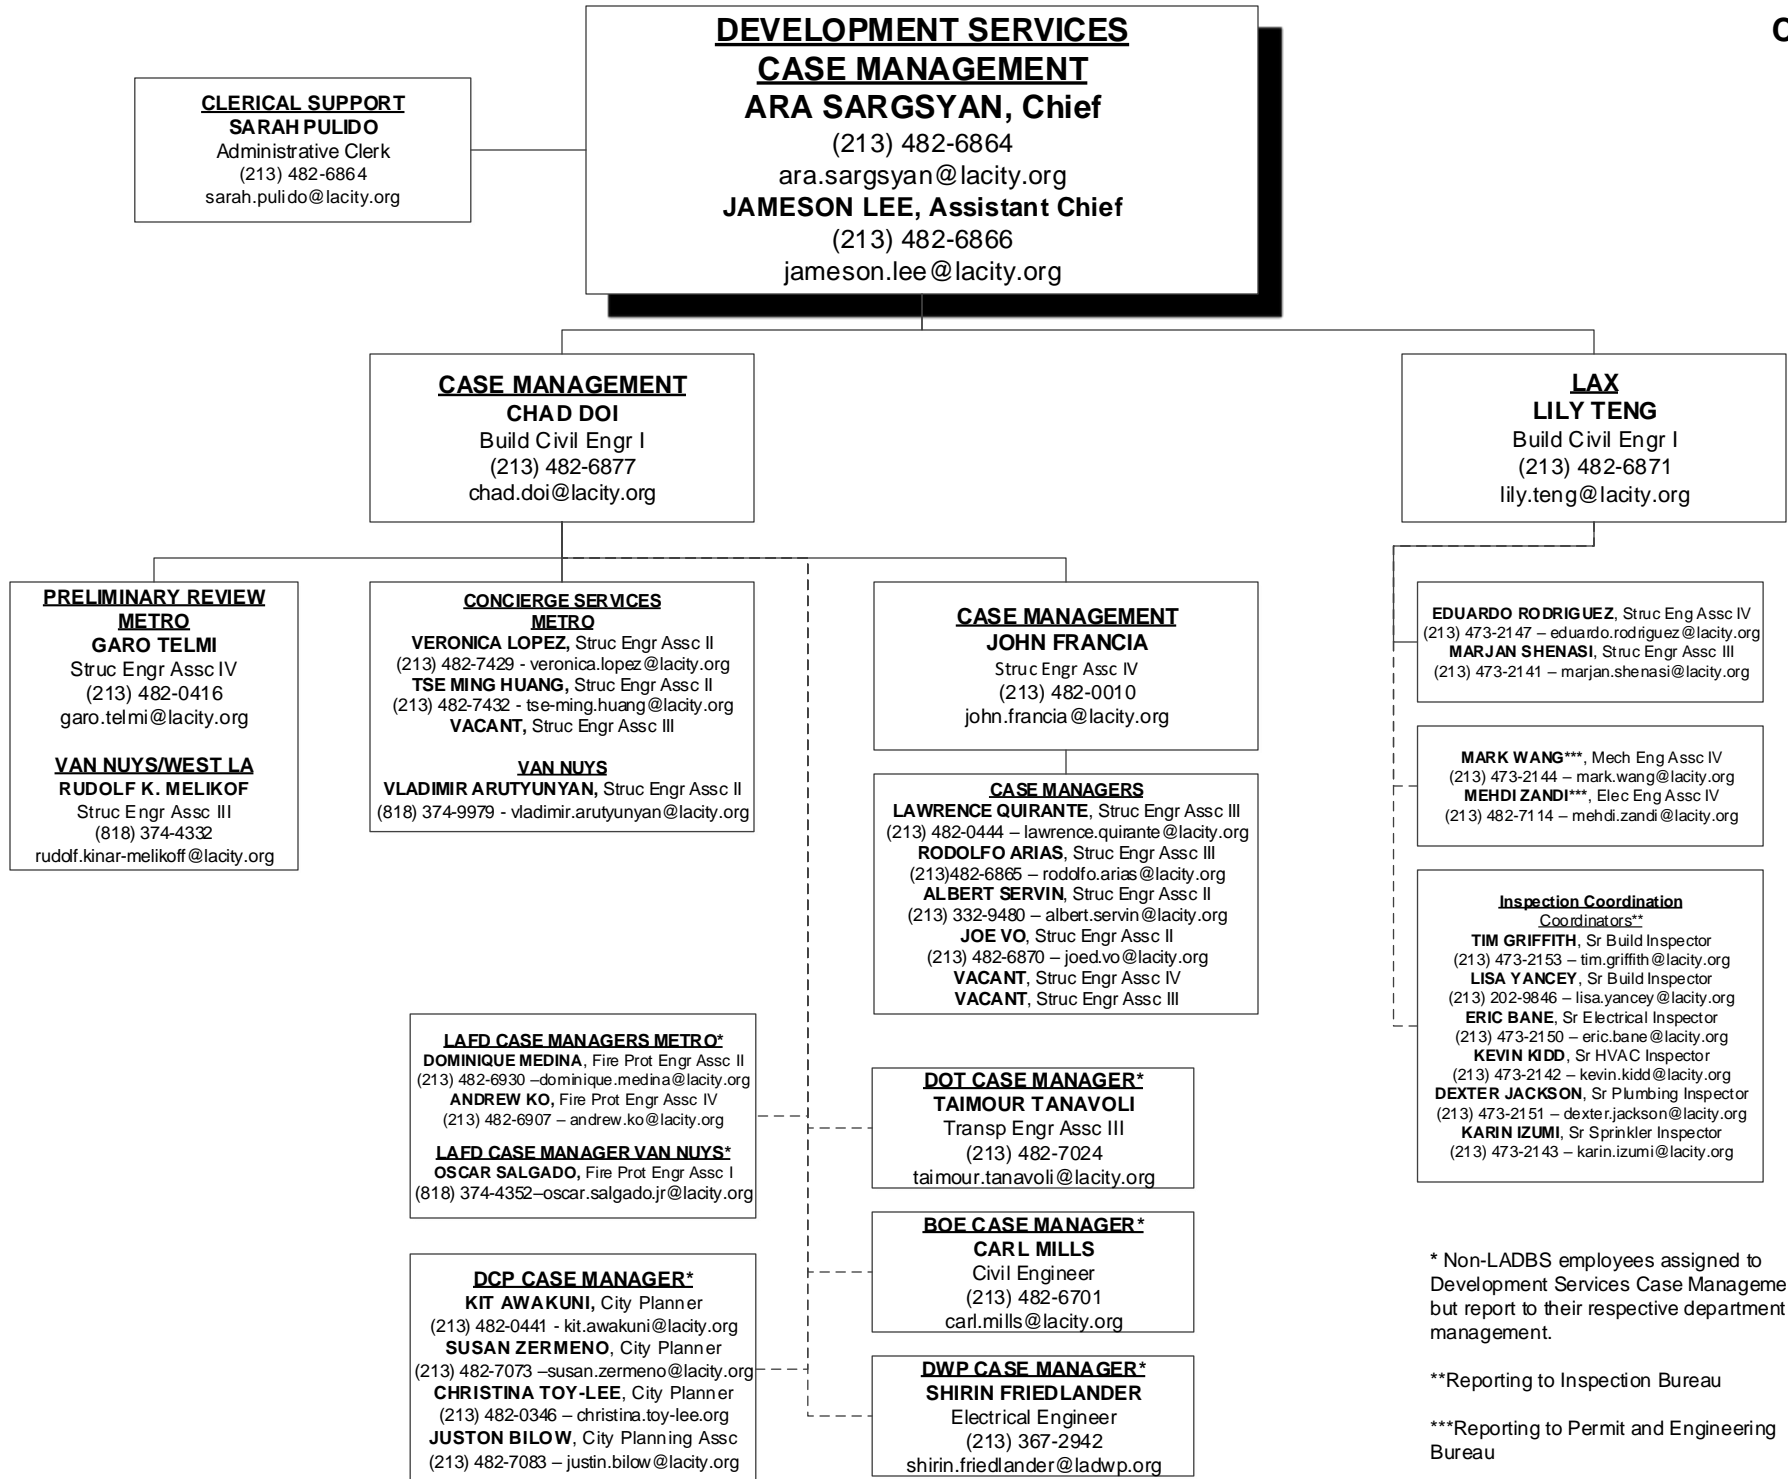 DEVELOPMENT SERVICES
CASE MANAGEMENT
ARA SARGSYAN, Chief
(213) 482-6864
ara.sargsyan@lacity.org
JAMESON LEE, Assistant Chief
(213) 482-6866
jameson.lee@lacity.org
C
CLERICAL SUPPORT
SARAH PULIDO
Administrative Clerk
(213) 482-6864
sarah.pulido@lacity.org
CASE MANAGEMENT
CHAD DOI
Build Civil Engr I
(213) 482-6877
chad.doi@lacity.org
LAX
LILY TENG
Build Civil Engr I
(213) 482-6871
lily.teng@lacity.org
PRELIMINARY REVIEW
METRO
GARO TELMI
Struc Engr Assc IV
(213) 482-0416
garo.telmi@lacity.org
VAN NUYS/WEST LA
RUDOLF K. MELIKOF
Struc Engr Assc III
(818) 374-4332
rudolf.kinar-melikoff@lacity.org
CONCIERGE SERVICES
METRO
VERONICA LOPEZ, Struc Engr Assc II
(213) 482-7429 - veronica.lopez@lacity.org
TSE MING HUANG, Struc Engr Assc II
(213) 482-7432 - tse-ming.huang@lacity.org
VACANT, Struc Engr Assc III
VAN NUYS
VLADIMIR ARUTYUNYAN, Struc Engr Assc II
(818) 374-9979 - vladimir.arutyunyan@lacity.org
CASE MANAGEMENT
JOHN FRANCIA
Struc Engr Assc IV
(213) 482-0010
john.francia@lacity.org
CASE MANAGERS
LAWRENCE QUIRANTE, Struc Engr Assc III
(213) 482-0444 – lawrence.quirante@lacity.org
RODOLFO ARIAS, Struc Engr Assc III
(213)482-6865 – rodolfo.arias@lacity.org
ALBERT SERVIN, Struc Engr Assc II
(213) 332-9480 – albert.servin@lacity.org
JOE VO, Struc Engr Assc II
(213) 482-6870 – joed.vo@lacity.org
VACANT, Struc Engr Assc IV
VACANT, Struc Engr Assc III
EDUARDO RODRIGUEZ, Struc Eng Assc IV
(213) 473-2147 – eduardo.rodriguez@lacity.org
MARJAN SHENASI, Struc Engr Assc III
(213) 473-2141 – marjan.shenasi@lacity.org
MARK WANG***, Mech Eng Assc IV
(213) 473-2144 – mark.wang@lacity.org
MEHDI ZANDI***, Elec Eng Assc IV
(213) 482-7114 – mehdi.zandi@lacity.org
Inspection Coordination
Coordinators**
TIM GRIFFITH, Sr Build Inspector
(213) 473-2153 – tim.griffith@lacity.org
LISA YANCEY, Sr Build Inspector
(213) 202-9846 – lisa.yancey@lacity.org
ERIC BANE, Sr Electrical Inspector
(213) 473-2150 – eric.bane@lacity.org
KEVIN KIDD, Sr HVAC Inspector
(213) 473-2142 – kevin.kidd@lacity.org
DEXTER JACKSON, Sr Plumbing Inspector
(213) 473-2151 – dexter.jackson@lacity.org
KARIN IZUMI, Sr Sprinkler Inspector
(213) 473-2143 – karin.izumi@lacity.org
LAFD CASE MANAGERS METRO*
DOMINIQUE MEDINA, Fire Prot Engr Assc II
(213) 482-6930 –dominique.medina@lacity.org
ANDREW KO, Fire Prot Engr Assc IV
(213) 482-6907 – andrew.ko@lacity.org
LAFD CASE MANAGER VAN NUYS*
OSCAR SALGADO, Fire Prot Engr Assc I
(818) 374-4352–oscar.salgado.jr@lacity.org
DCP CASE MANAGER*
KIT AWAKUNI, City Planner
(213) 482-0441 - kit.awakuni@lacity.org
SUSAN ZERMENO, City Planner
(213) 482-7073 –susan.zermeno@lacity.org
CHRISTINA TOY-LEE, City Planner
(213) 482-0346 – christina.toy-lee.org
JUSTON BILOW, City Planning Assc
(213) 482-7083 – justin.bilow@lacity.org
DOT CASE MANAGER*
TAIMOUR TANAVOLI
Transp Engr Assc III
(213) 482-7024
taimour.tanavoli@lacity.org
BOE CASE MANAGER*
CARL MILLS
Civil Engineer
(213) 482-6701
carl.mills@lacity.org
DWP CASE MANAGER*
SHIRIN FRIEDLANDER
Electrical Engineer
(213) 367-2942
shirin.friedlander@ladwp.org
* Non-LADBS employees assigned to
Development Services Case Manageme
but report to their respective department
management.
**Reporting to Inspection Bureau
***Reporting to Permit and Engineering
Bureau